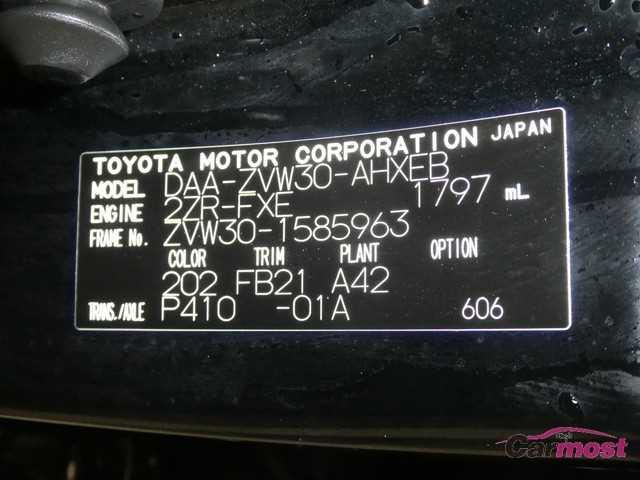 TOYOTA MOTOR CORPORATION JAPAN
MODEL DAA-ZVW30-AHXEB
ENGINE 2ZR-FXE 1797 mL
FRAME No. ZVW30-1585963
COLOR TRIM PLANT OPTION
202 FB21 A42
TRANS./AXLE P410 -01A 606
Carmost